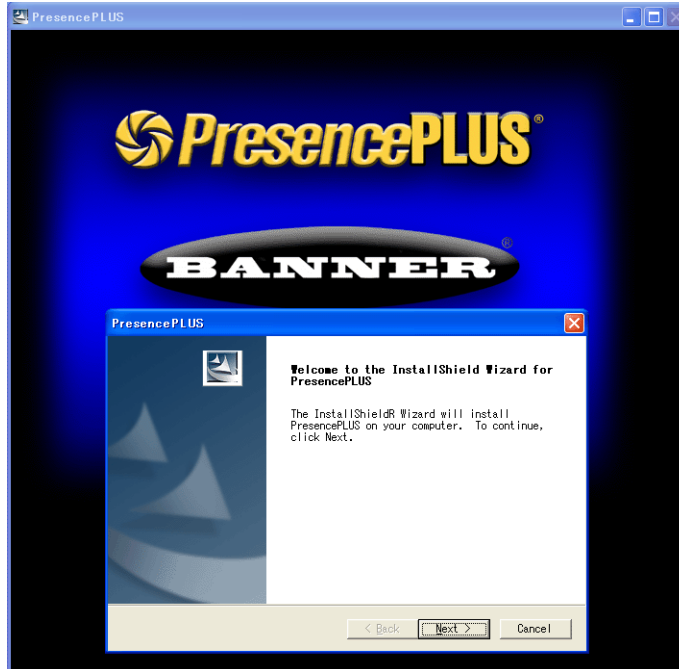 PresencePLUS
PresencePLUS®
BANNER®
PresencePLUS
Welcome to the InstallShield Wizard for
PresencePLUS
The InstallShieldR Wizard will install
PresencePLUS on your computer. To continue,
click Next.
< Back
Next >
Cancel